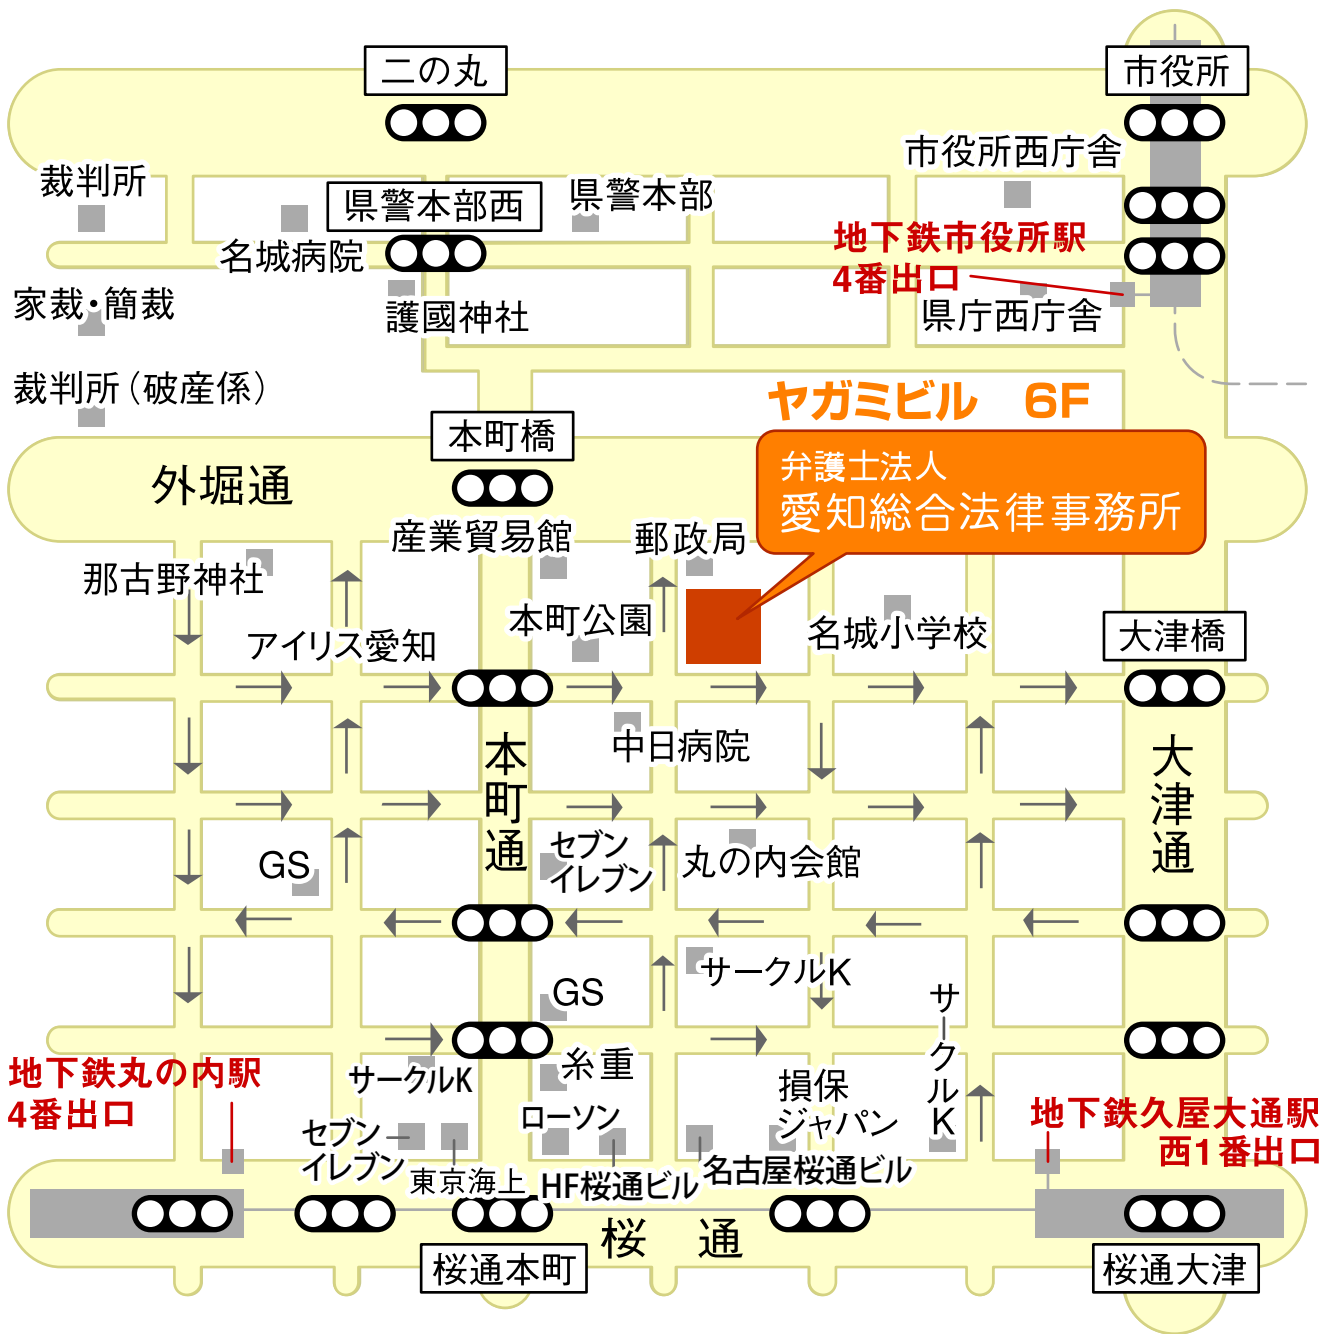 二の丸
市役所
市役所西庁舎
裁判所
県警本部西
県警本部
名城病院
地下鉄市役所駅
4番出口
家裁・簡裁
護國神社
県庁西庁舎
裁判所（破産係）
ヤガミビル　6F
本町橋
弁護士法人
愛知総合法律事務所
外堀通
産業貿易館
郵政局
那古野神社
本町公園
アイリス愛知
名城小学校
大津橋
中日病院
本町通
大津通
セブン
イレブン
GS
丸の内会館
サークルK
GS
サークルK
糸重
地下鉄丸の内駅
4番出口
サークルK
損保
ジャパン
ローソン
地下鉄久屋大通駅
西1番出口
セブン
イレブン
東京海上
HF桜通ビル
名古屋桜通ビル
桜　通
桜通本町
桜通大津